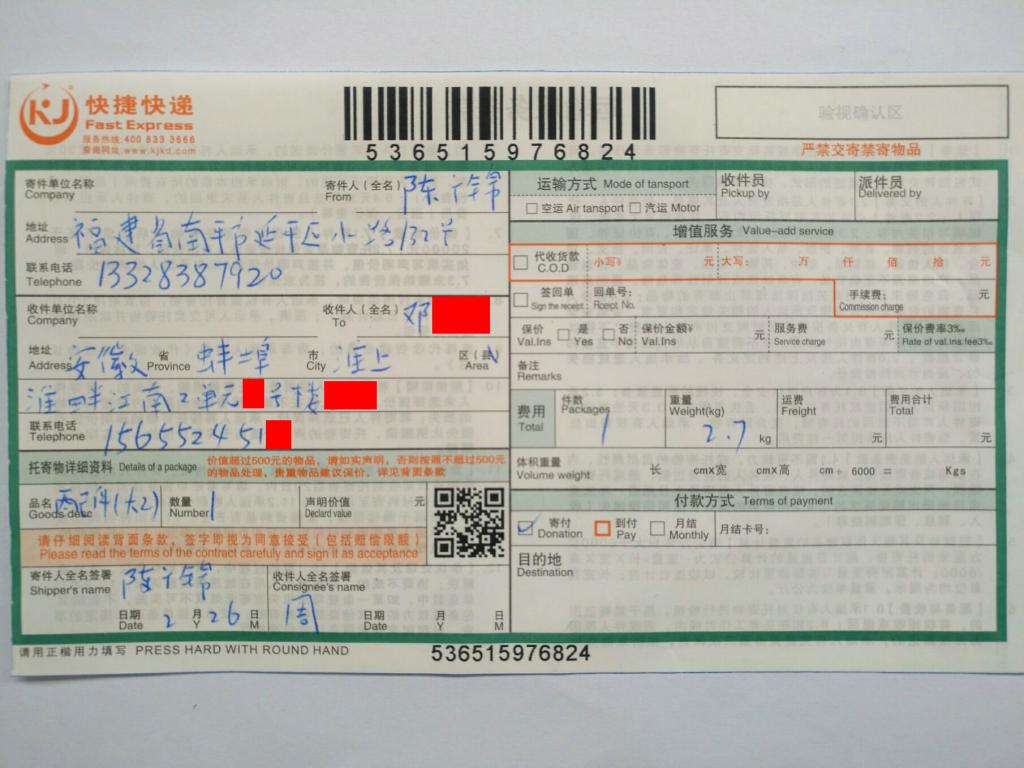 KJ 快捷快递
Fast Express
服务热线:400 833 3666
查询网址:www.kjkd.com
536515976824
验视确认区
严禁交寄禁寄物品
寄件单位名称 寄件人(全名)
Company From 陈 锦
地址
Address 福建省南平市延平区小路132号
联系电话
Telephone 13328387920
收件单位名称 收件人(全名)
Company To 邓
地址 省 市 区(县)
Address 安徽 Province 蚌埠 City 淮上 Area
淮畔江南2单元 号楼
联系电话
Telephone 156552451
托寄物详细资料 Details of a package 价值超过500元的物品,请如实声明,否则按照不超过500元
的物品处理,贵重物品建议保价,详见背面条款
品名 数量 声明价值 元
Goods desc 配件(大2) Number 1 Declard value
请仔细阅读背面条款,签字即视为同意接受(包括赔偿限额)
Please read the terms of the contract carefuly and sign it as acceptance
寄件人全名签署 收件人全名签署
Shipper's name 陈 锦 Consignee's name
周
日期 月 日 日期 月 日
Date 2 Y 26 M Date Y M
运输方式 Mode of tansport 收件员 派件员
Pickup by Delivered by
空运 Air tansport 汽运 Motor
增值服务 Value-add service
代收货款 小写¥ 元 大写: 万 仟 佰 拾 元
C.O.D
签回单 回单号: 手续费: 元
Sign the receipt Rceipt No. Commission charge
保价 是 否 保价金额¥ 元 服务费 元 保价费率3‰
Val.Ins Yes No Val.Ins Service charge Rate of val.ins.fee3‰
备注
Remarks
费用 件数 重量 运费 费用合计
Total Packages 1 Weight(kg) 2.7 kg Freight 元 Total 元
体积重量 长 cmX宽 cmX高 cm÷ 6000 = Kgs
Volume weight
付款方式 Terms of payment
寄付 到付 月结 月结卡号:
Donation Pay Monthly
目的地
Destination
请用正楷用力填写 PRESS HARD WITH ROUND HAND 536515976824